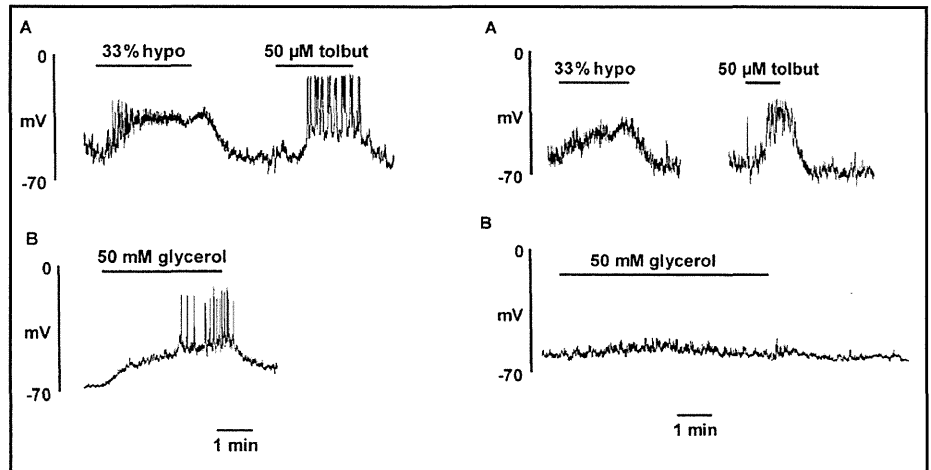 A
0
33% hypo
50 µM tolbut
mV
-70
B
50 mM glycerol
0
mV
-70
1 min
A
0
33% hypo
50 µM tolbut
mV
-70
B
0
50 mM glycerol
mV
-70
1 min